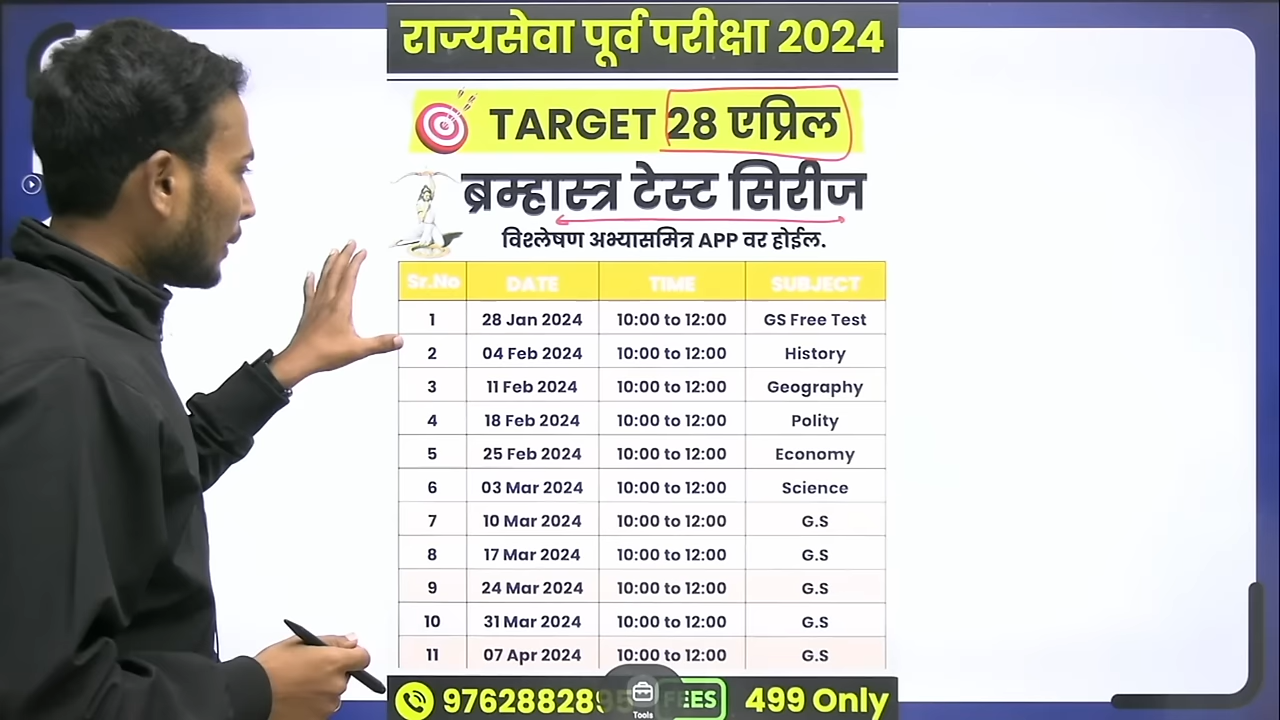 राज्यसेवा पूर्व परीक्षा 2024
TARGET 28 एप्रिल
ब्रम्हास्त्र टेस्ट सिरीज
विश्लेषण अभ्यासमित्र APP वर होईल.
Sr.No DATE TIME SUBJECT
1 28 Jan 2024 10:00 to 12:00 GS Free Test
2 04 Feb 2024 10:00 to 12:00 History
3 11 Feb 2024 10:00 to 12:00 Geography
4 18 Feb 2024 10:00 to 12:00 Polity
5 25 Feb 2024 10:00 to 12:00 Economy
6 03 Mar 2024 10:00 to 12:00 Science
7 10 Mar 2024 10:00 to 12:00 G.S
8 17 Mar 2024 10:00 to 12:00 G.S
9 24 Mar 2024 10:00 to 12:00 G.S
10 31 Mar 2024 10:00 to 12:00 G.S
11 07 Apr 2024 10:00 to 12:00 G.S
499 Only
Tools